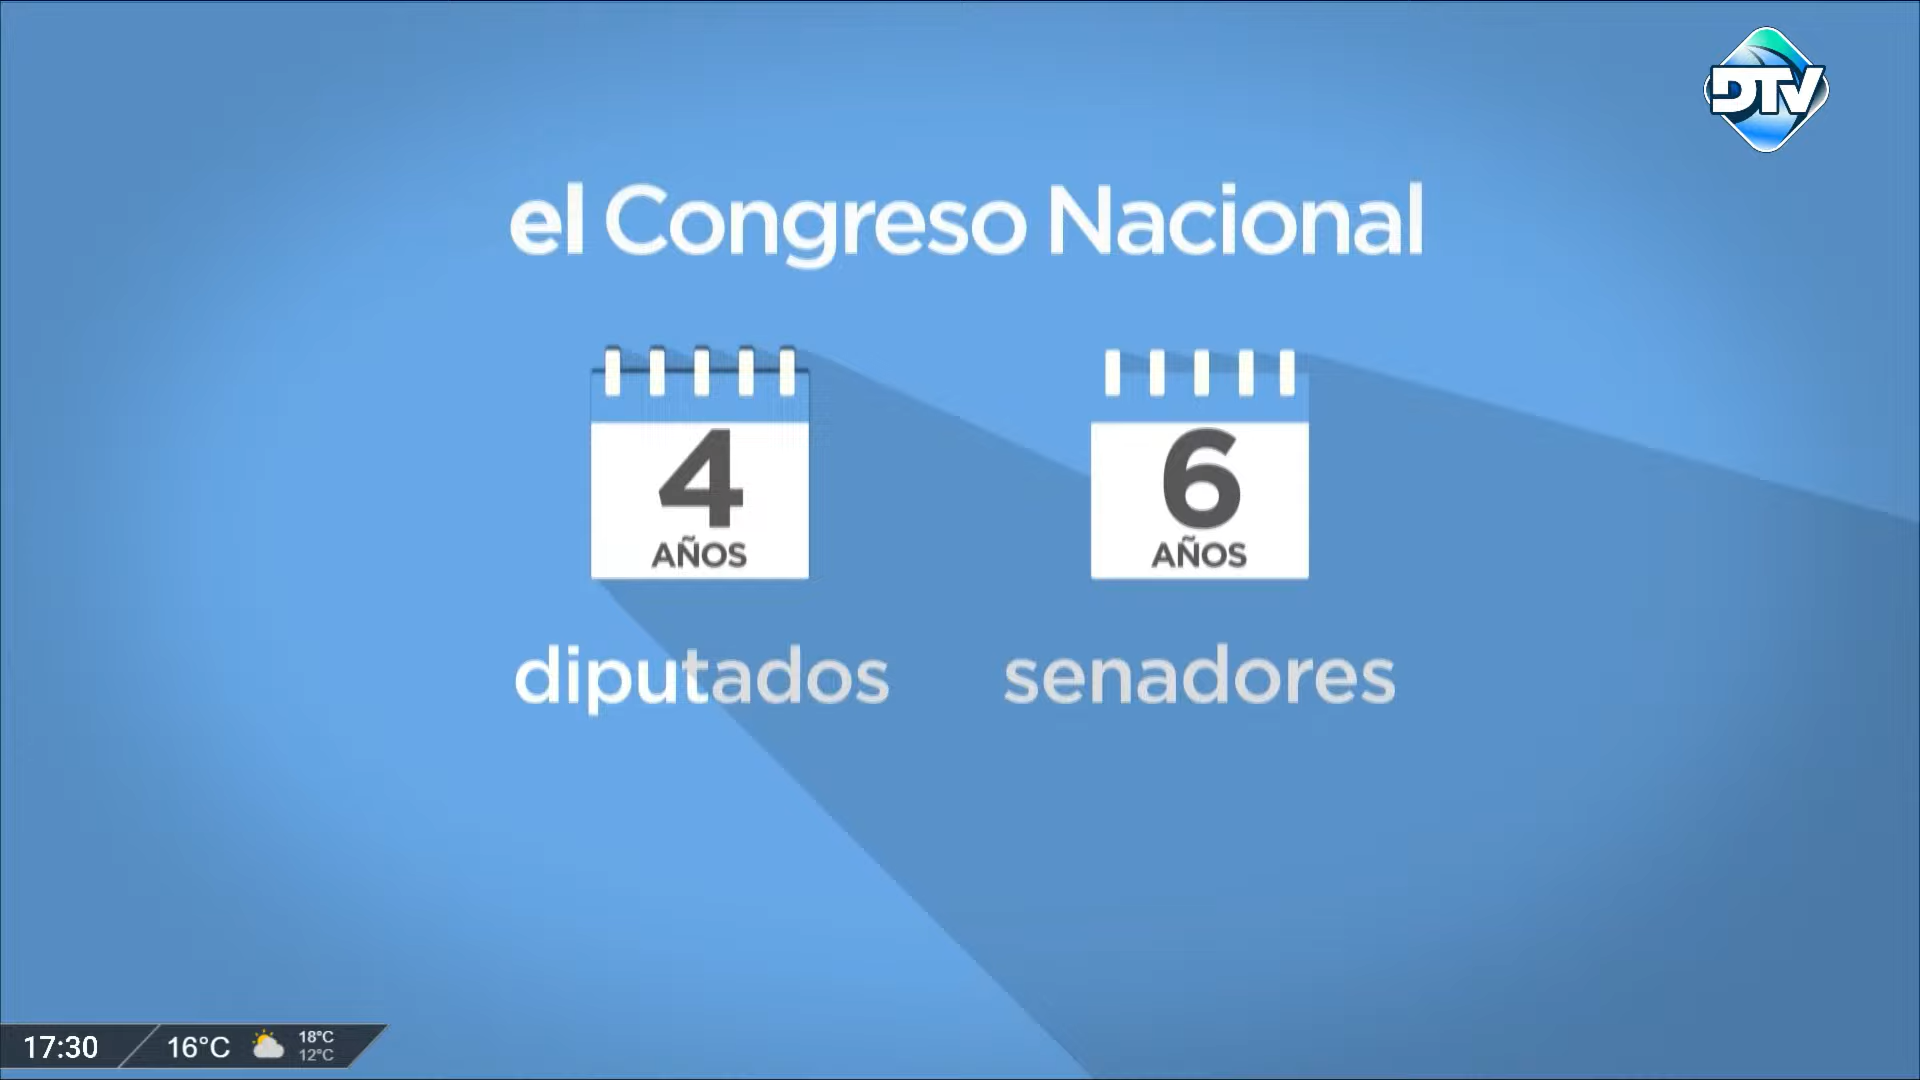 DTV
el Congreso Nacional
4
AÑOS
6
AÑOS
diputados
senadores
17:30
16°C
18°C
12°C